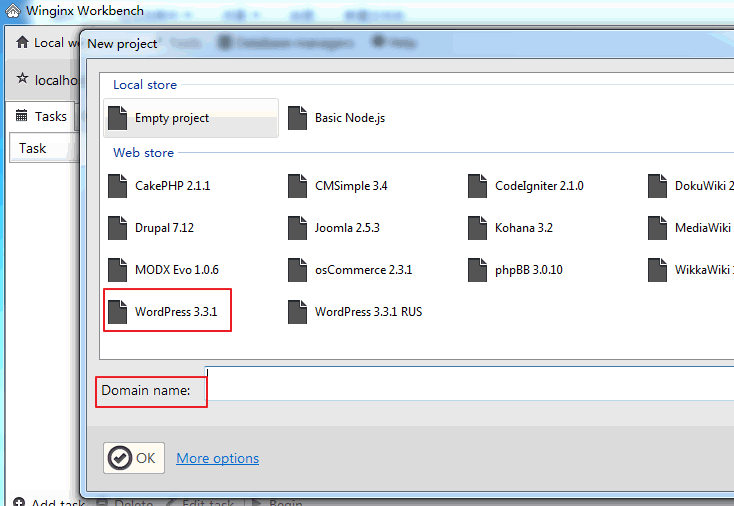 Winginx Workbench
Local w
New project
Database managers
Help
localho
Tasks
Task
Local store
Empty project
Basic Node.js
Web store
CakePHP 2.1.1
CMSimple 3.4
CodeIgniter 2.1.0
DokuWiki 2
Drupal 7.12
Joomla 2.5.3
Kohana 3.2
MediaWiki
MODX Evo 1.0.6
osCommerce 2.3.1
phpBB 3.0.10
WikkaWiki
WordPress 3.3.1
WordPress 3.3.1 RUS
Domain name:
OK
More options
Add task
Delete
Edit task
Begin